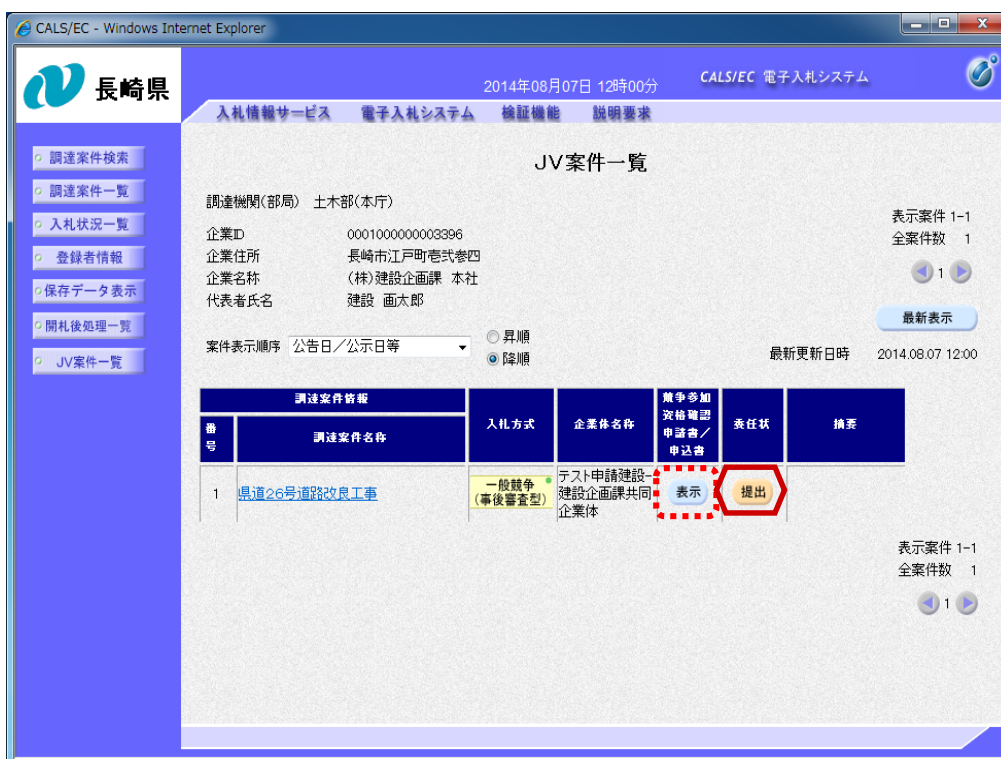 CALS/EC - Windows Internet Explorer
長崎県
2014年08月07日 12時00分
CALS/EC 電子入札システム
入札情報サービス 電子入札システム 検証機能 説明要求
調達案件検索
調達案件一覧
入札状況一覧
登録者情報
保存データ表示
開札後処理一覧
JV案件一覧
JV案件一覧
調達機関(部局) 土木部(本庁)
企業ID 0001000000003396
企業住所 長崎市江戸町壱弐参四
企業名称 (株)建設企画課 本社
代表者氏名 建設 画太郎
表示案件 1-1
全案件数 1
1
最新表示
案件表示順序 公告日/公示日等
昇順
降順
最新更新日時 2014.08.07 12:00
調達案件情報
番号
調達案件名称
入札方式
企業体名称
競争参加
資格確認
申請書/
申込書
委任状
摘要
1
県道26号道路改良工事
一般競争
(事後審査型)
テスト申請建設-
建設企画課共同
企業体
表示
提出
表示案件 1-1
全案件数 1
1